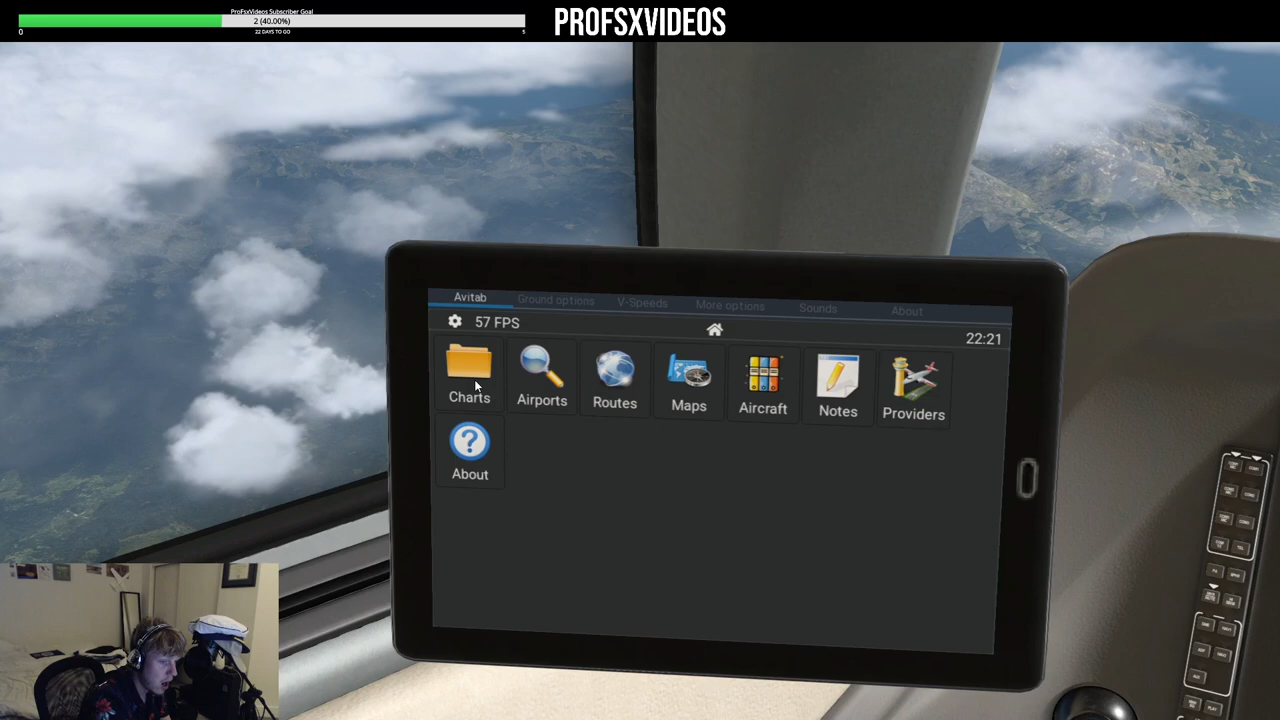 ProFsxVideos Subscriber Goal
2 (40.00%)
0
5
22 DAYS TO GO
PROFSXVIDEOS
Avitab
Ground options
V-Speeds
More options
Sounds
About
57 FPS
22:21
Charts
Airports
Routes
Maps
Aircraft
Notes
Providers
About